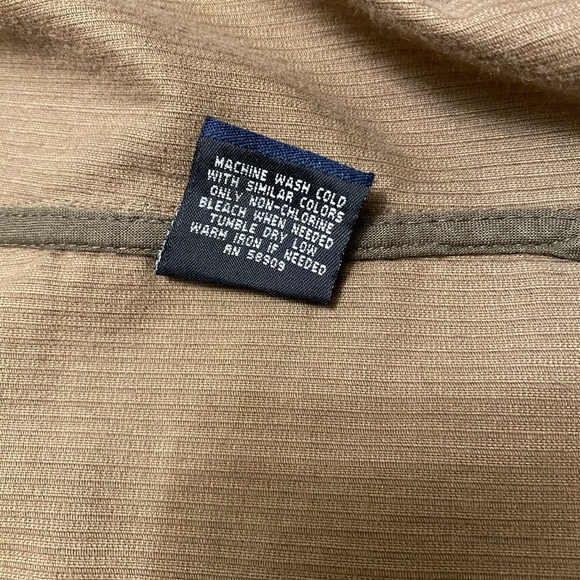 MACHINE WASH COLD
WITH SIMILAR COLORS
ONLY NON-CHLORINE
BLEACH WHEN NEEDED
TUMBLE DRY LOW
WARM IRON IF NEEDED
RN 58909